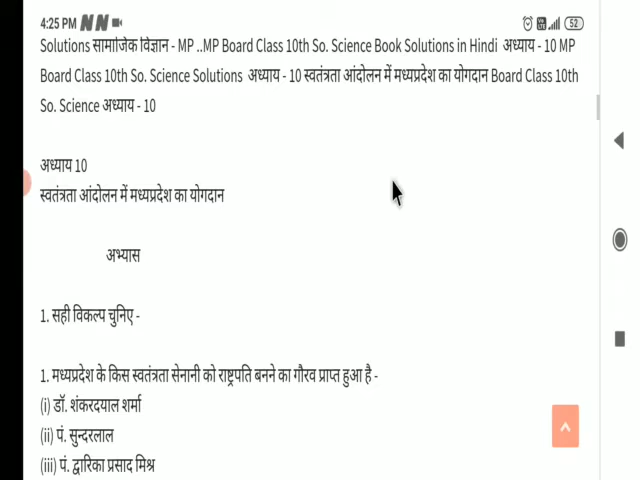 4:25 PM
52
Solutions सामाजिक विज्ञान - MP ..MP Board Class 10th So. Science Book Solutions in Hindi अध्याय - 10 MP
Board Class 10th So. Science Solutions अध्याय - 10 स्वतंत्रता आंदोलन में मध्यप्रदेश का योगदान Board Class 10th
So. Science अध्याय - 10
अध्याय 10
स्वतंत्रता आंदोलन में मध्यप्रदेश का योगदान
अभ्यास
1. सही विकल्प चुनिए -
1. मध्यप्रदेश के किस स्वतंत्रता सेनानी को राष्ट्रपति बनने का गौरव प्राप्त हुआ है -
(i) डॉ. शंकरदयाल शर्मा
(ii) पं. सुन्दरलाल
(iii) पं. द्वारिका प्रसाद मिश्र